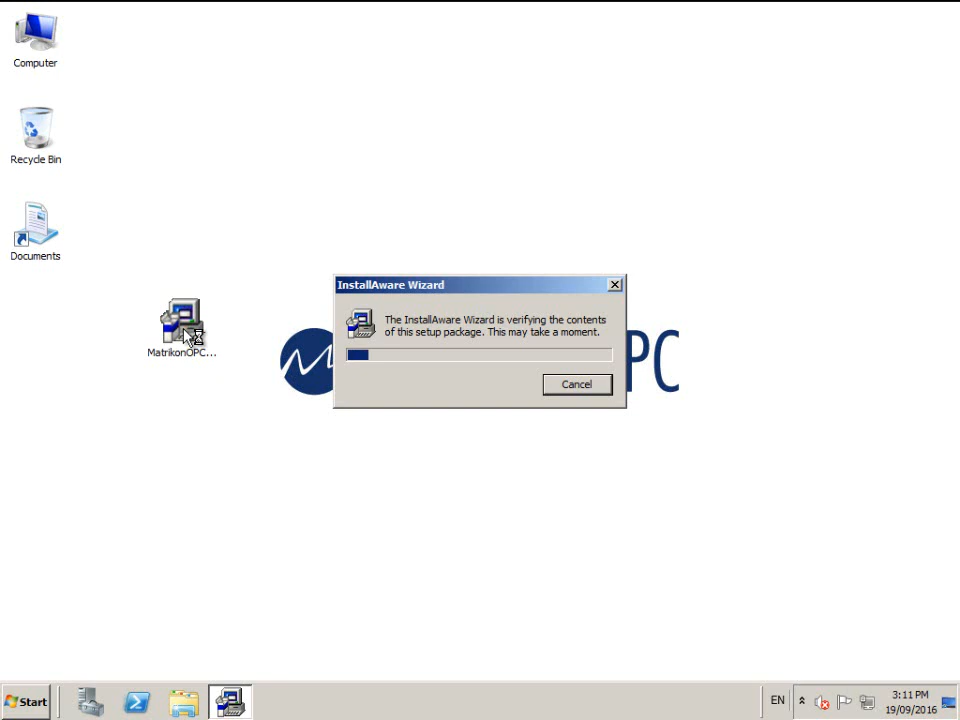 Computer
Recycle Bin
Documents
MatrikonOPC...
InstallAware Wizard
The InstallAware Wizard is verifying the contents
of this setup package. This may take a moment.
Cancel
PC
Start
EN
3:11 PM
19/09/2016